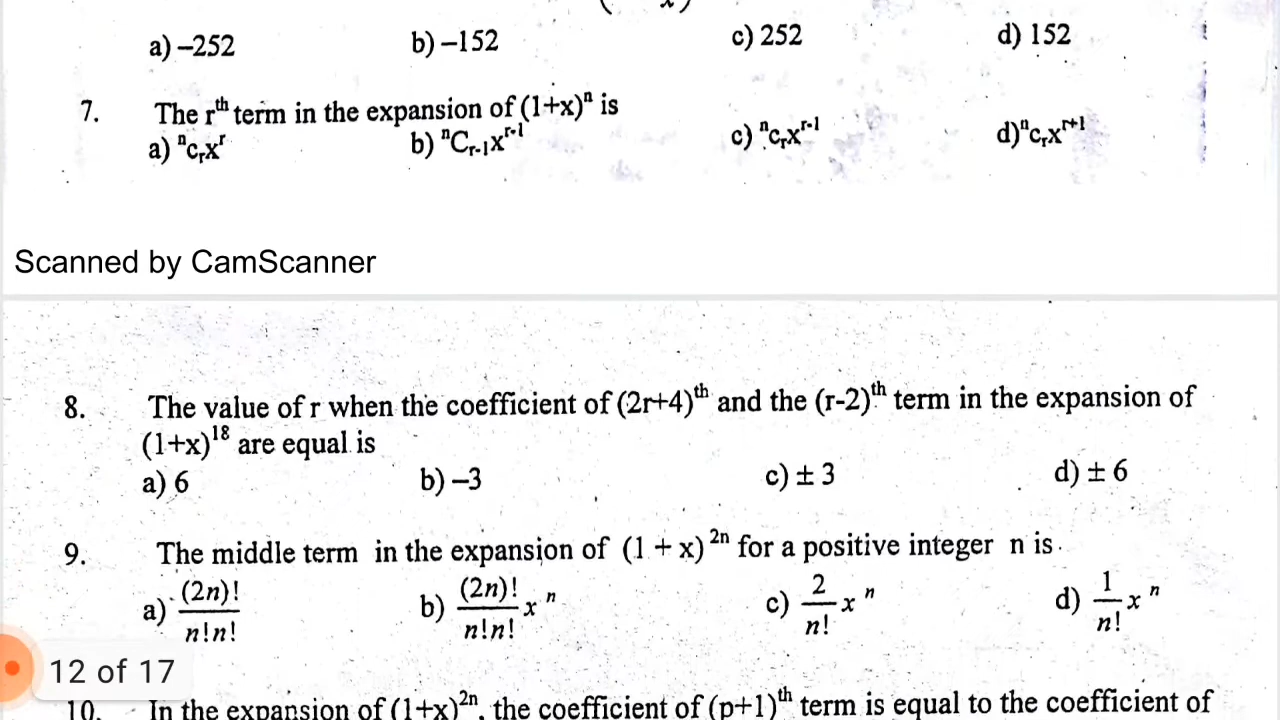 a) –252 b) –152 c) 252 d) 152
7. The rᵗʰ term in the expansion of (1+x)ⁿ is
a) ⁿcᵣxʳ b) ⁿCᵣ₋₁xʳ⁻¹ c) ⁿcᵣxʳ⁻¹ d) ⁿcᵣxʳ⁺¹
Scanned by CamScanner
8. The value of r when the coefficient of (2r+4)ᵗʰ and the (r-2)ᵗʰ term in the expansion of
(1+x)¹⁸ are equal is
a) 6 b) –3 c) ± 3 d) ± 6
9. The middle term in the expansion of (1 + x)²ⁿ for a positive integer n is
a) (2n)!/n!n! b) (2n)!/n!n! xⁿ c) 2/n! xⁿ d) 1/n! xⁿ
12 of 17
10. In the expansion of (1+x)²ⁿ, the coefficient of (p+1)ᵗʰ term is equal to the coefficient of